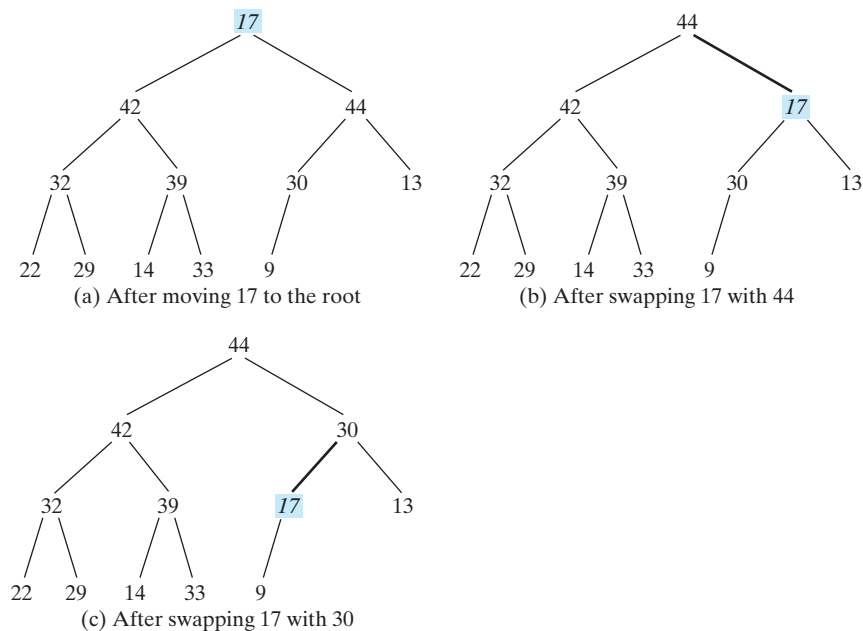 17
42 44
32 39 30 13
22 29 14 33 9
(a) After moving 17 to the root
44
42 17
32 39 30 13
22 29 14 33 9
(b) After swapping 17 with 44
44
42 30
32 39 17 13
22 29 14 33 9
(c) After swapping 17 with 30